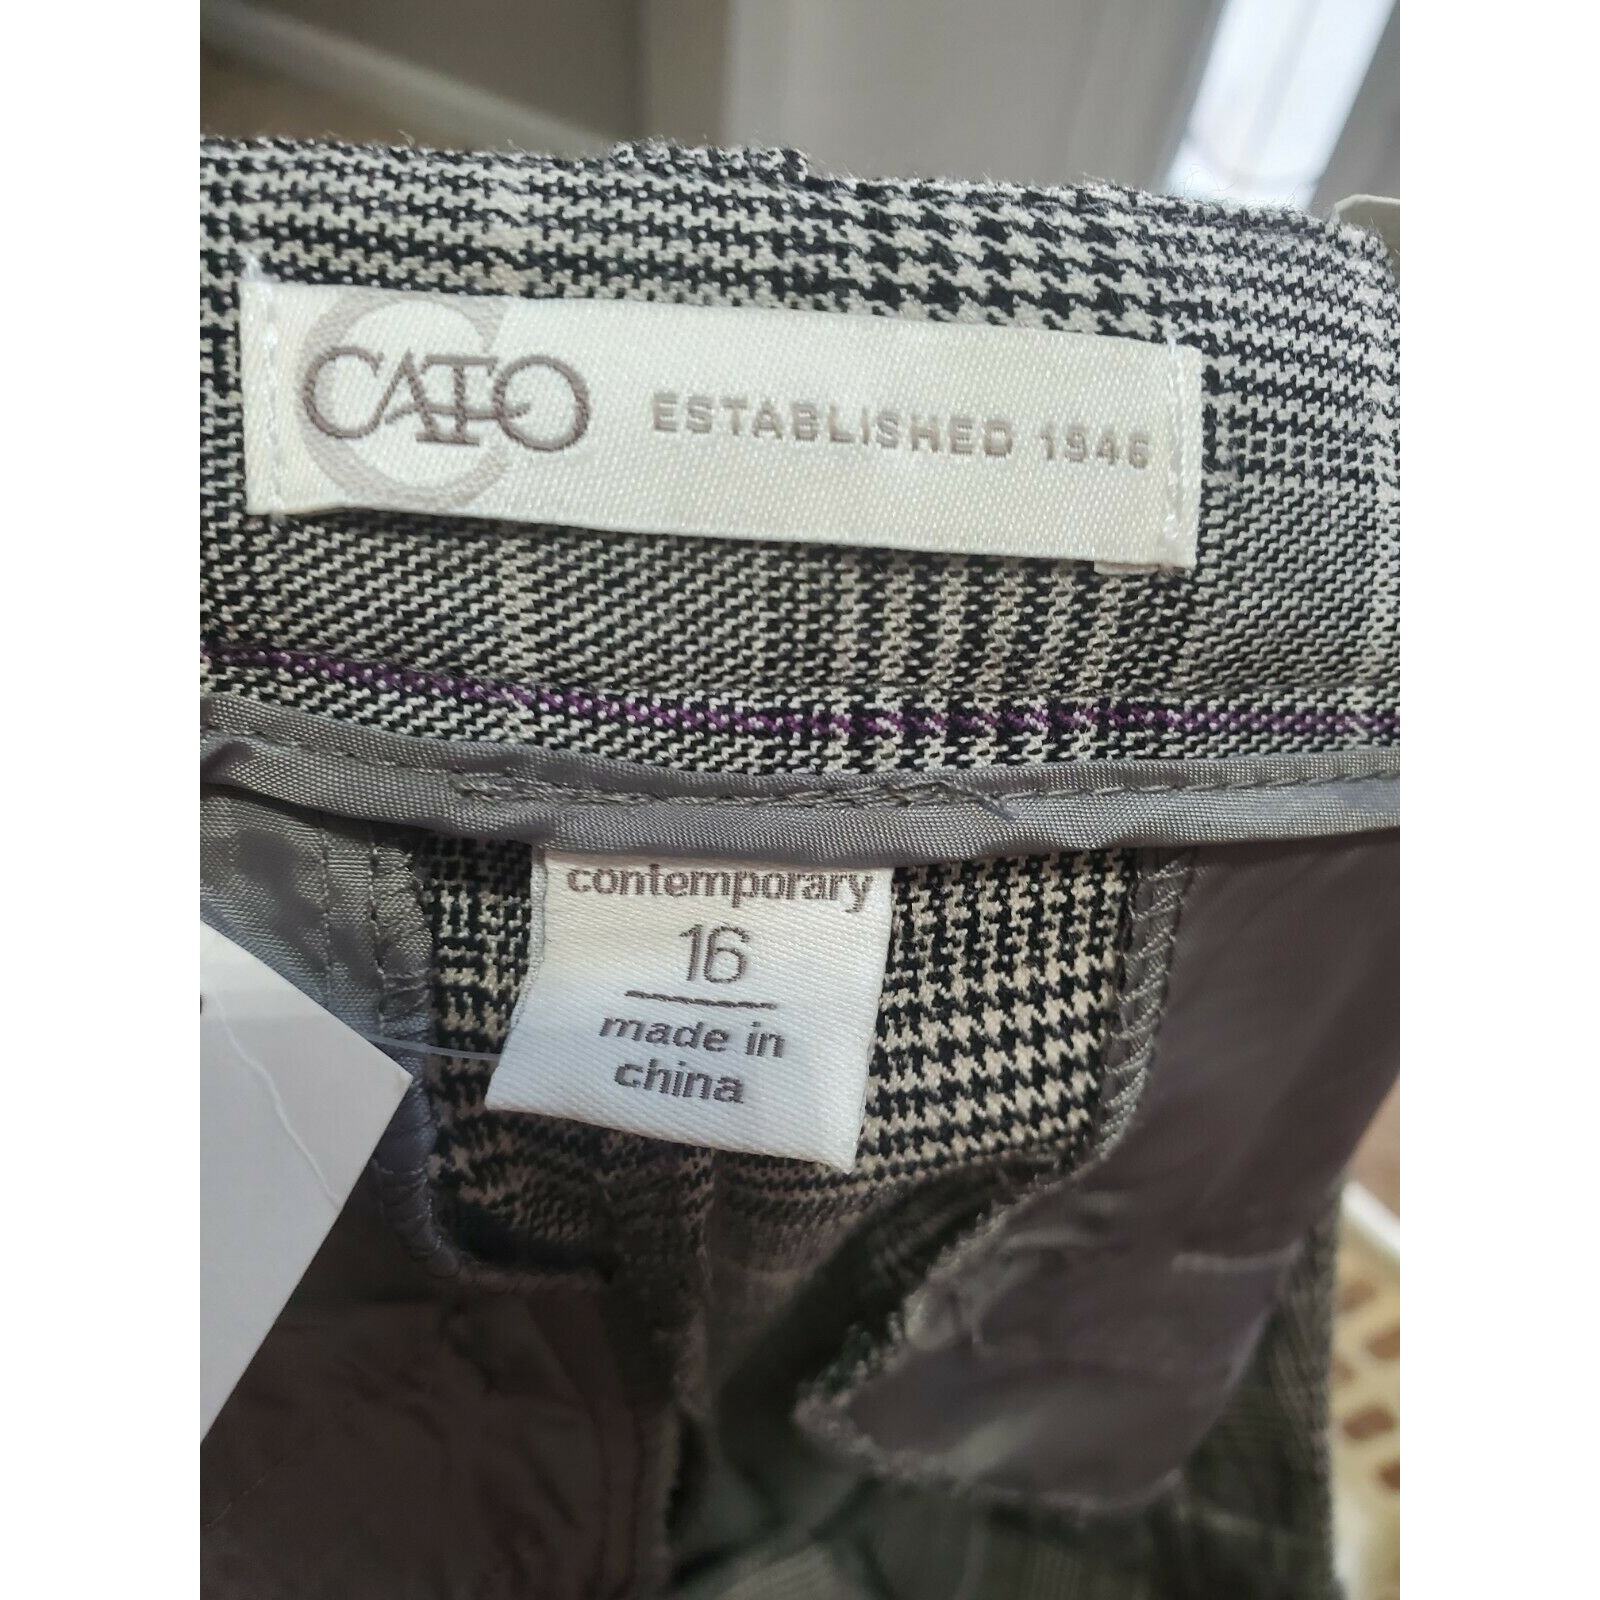 CATO ESTABLISHED 1946
contemporary
16
made in
china